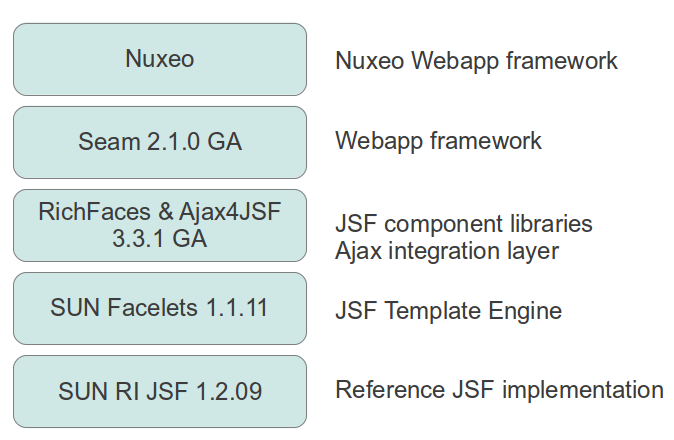 Nuxeo
Nuxeo Webapp framework
Seam 2.1.0 GA
Webapp framework
RichFaces & Ajax4JSF
3.3.1 GA
JSF component libraries
Ajax integration layer
SUN Facelets 1.1.11
JSF Template Engine
SUN RI JSF 1.2.09
Reference JSF implementation